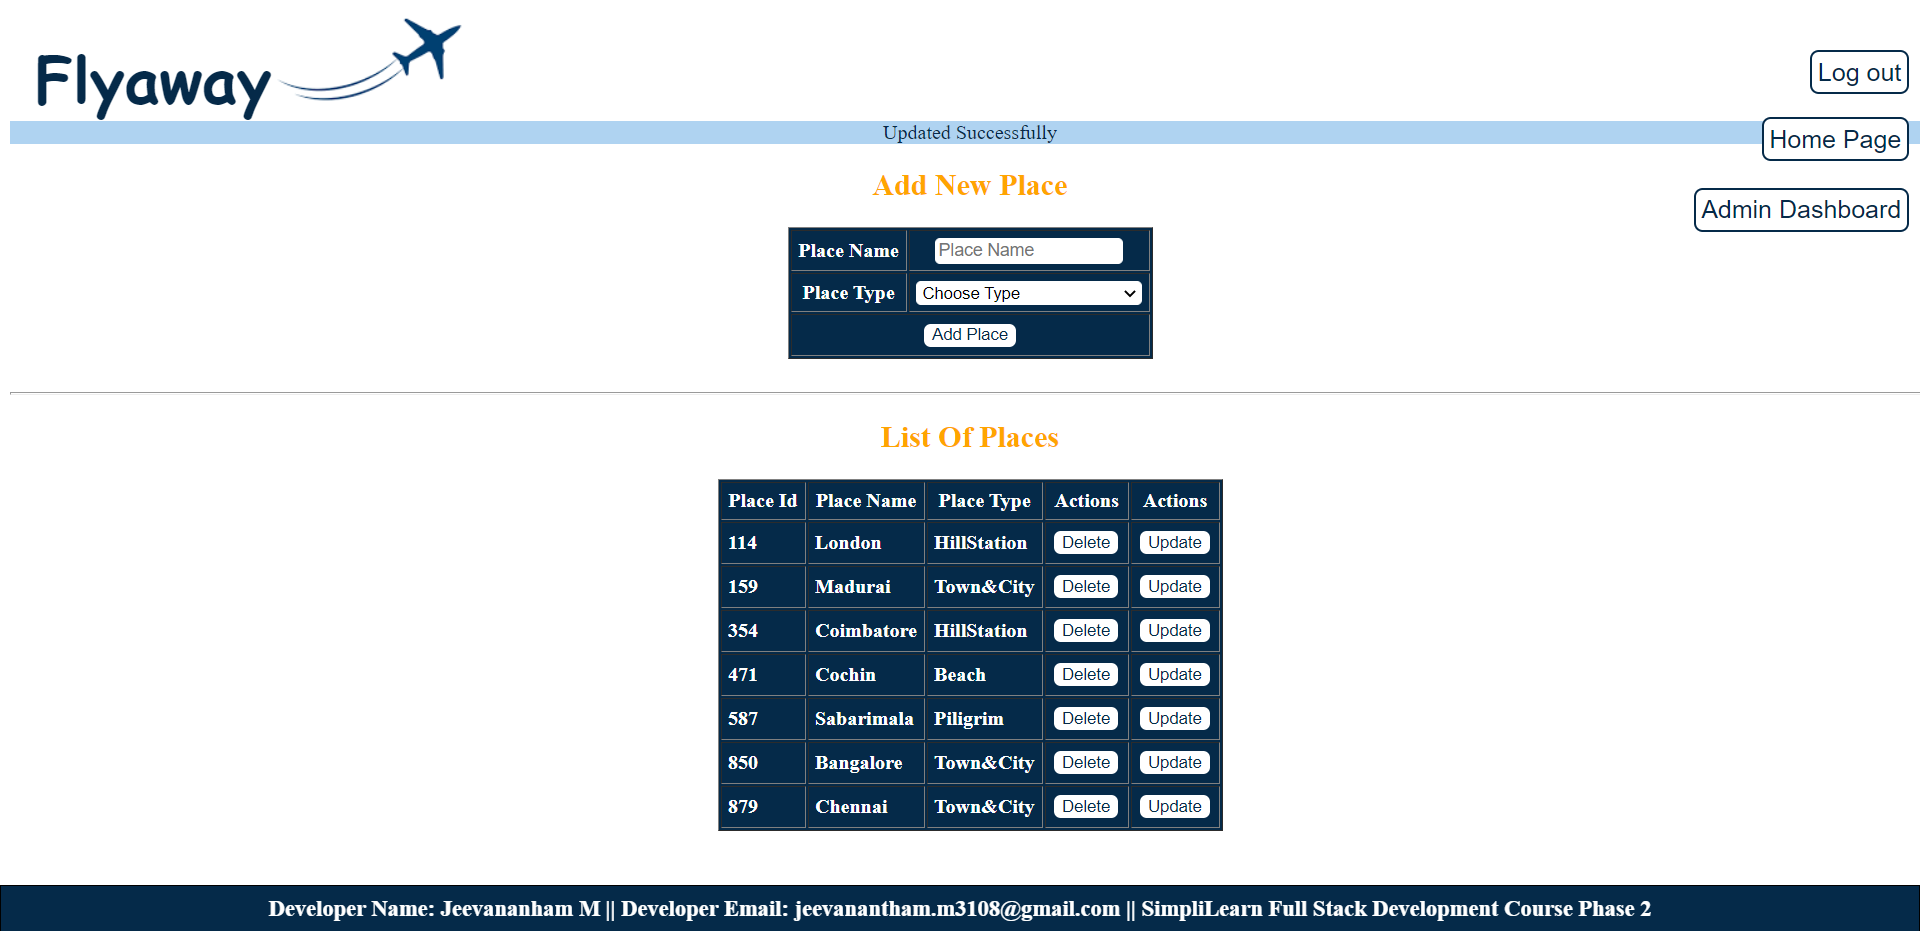 Flyaway
Log out
Updated Successfully
Home Page
Add New Place
Admin Dashboard
Place Name Place Name
Place Type Choose Type
Add Place
List Of Places
Place Id Place Name Place Type Actions Actions
114 London HillStation Delete Update
159 Madurai Town&City Delete Update
354 Coimbatore HillStation Delete Update
471 Cochin Beach Delete Update
587 Sabarimala Piligrim Delete Update
850 Bangalore Town&City Delete Update
879 Chennai Town&City Delete Update
Developer Name: Jeevananham M || Developer Email: jeevanantham.m3108@gmail.com || SimpliLearn Full Stack Development Course Phase 2